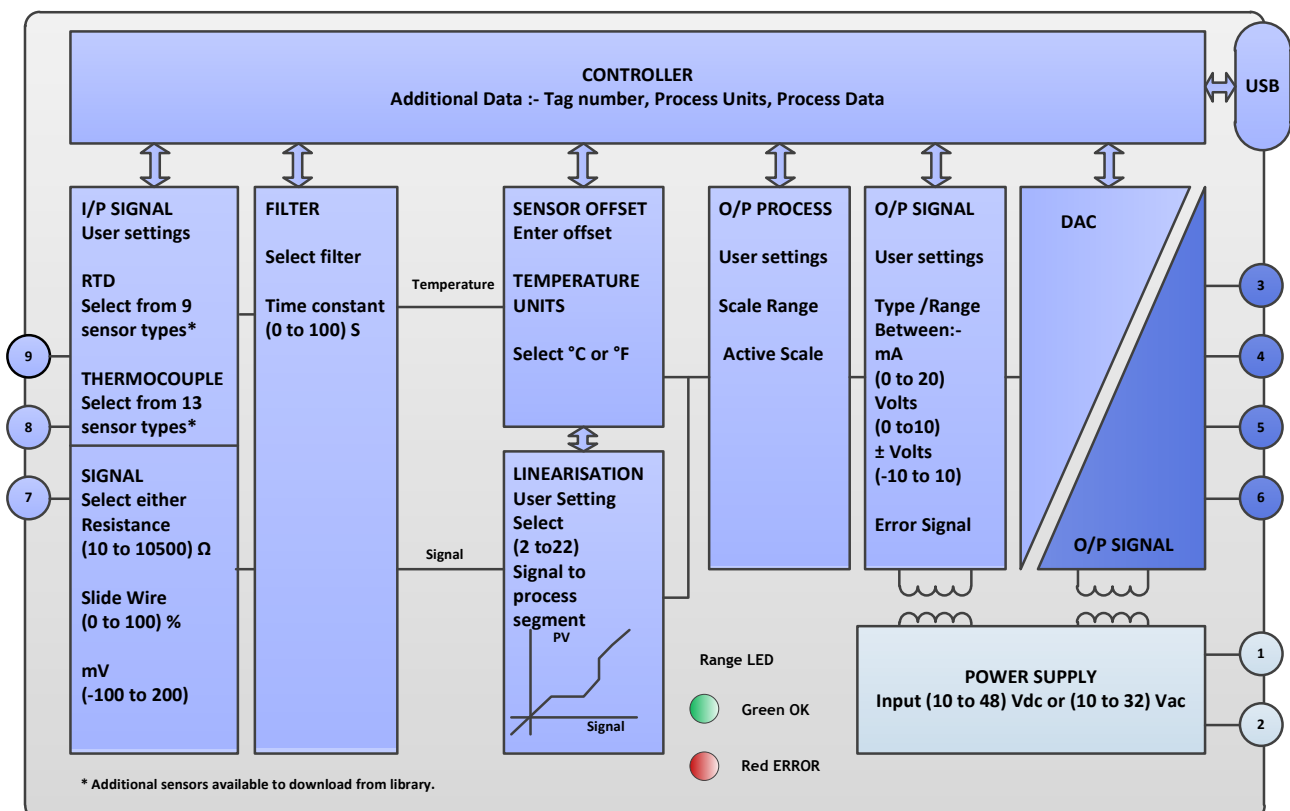 CONTROLLER
Additional Data :- Tag number, Process Units, Process Data
USB
I/P SIGNAL
User settings
RTD
Select from 9
sensor types*
THERMOCOUPLE
Select from 13
sensor types*
SIGNAL
Select either
Resistance
(10 to 10500) Ω
Slide Wire
(0 to 100) %
mV
(-100 to 200)
9
8
7
FILTER
Select filter
Time constant
(0 to 100) S
Temperature
Signal
SENSOR OFFSET
Enter offset
TEMPERATURE
UNITS
Select °C or °F
LINEARISATION
User Setting
Select
(2 to22)
Signal to
process
segment
PV
Signal
O/P PROCESS
User settings
Scale Range
Active Scale
O/P SIGNAL
User settings
Type /Range
Between:-
mA
(0 to 20)
Volts
(0 to10)
± Volts
(-10 to 10)
Error Signal
DAC
O/P SIGNAL
3
4
5
6
Range LED
Green OK
Red ERROR
POWER SUPPLY
Input (10 to 48) Vdc or (10 to 32) Vac
1
2
* Additional sensors available to download from library.